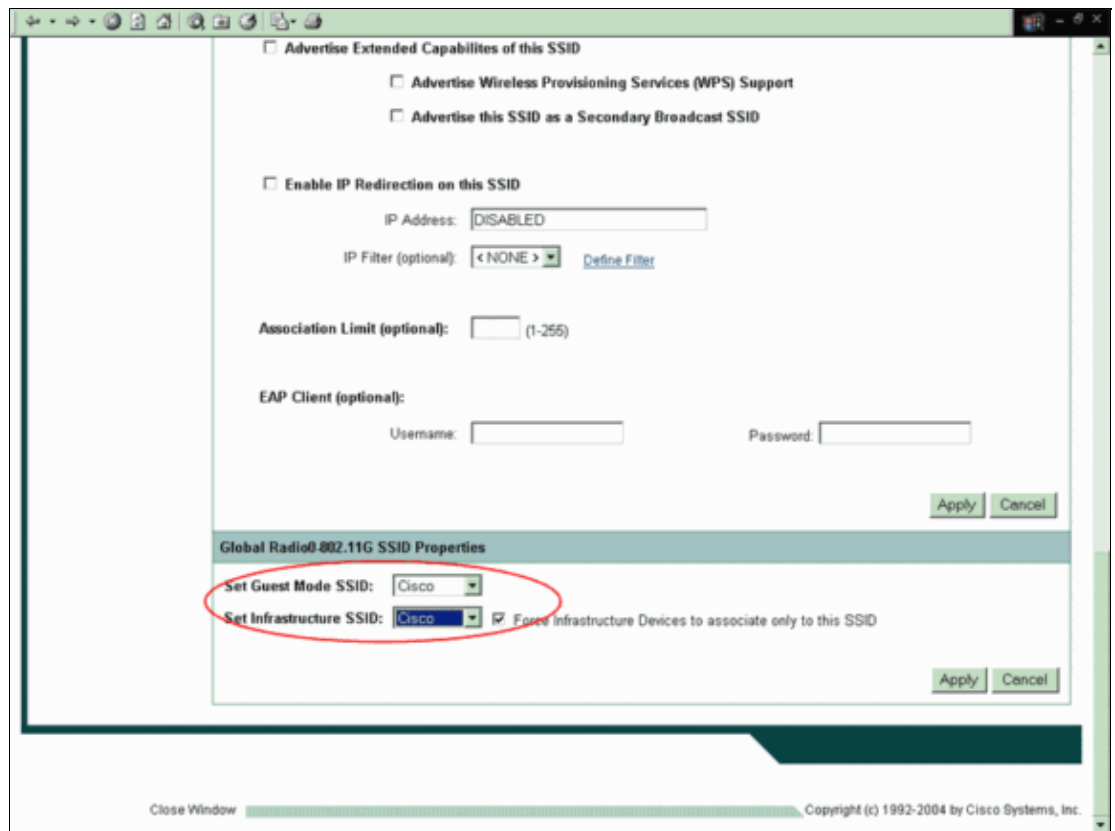 Advertise Extended Capabilites of this SSID
Advertise Wireless Provisioning Services (WPS) Support
Advertise this SSID as a Secondary Broadcast SSID
Enable IP Redirection on this SSID
IP Address: DISABLED
IP Filter (optional): < NONE > Define Filter
Association Limit (optional): (1-255)
EAP Client (optional):
Username: Password:
Apply Cancel
Global Radio0-802.11G SSID Properties
Set Guest Mode SSID: Cisco
Set Infrastructure SSID: Cisco Force Infrastructure Devices to associate only to this SSID
Apply Cancel
Close Window Copyright (c) 1992-2004 by Cisco Systems, Inc.